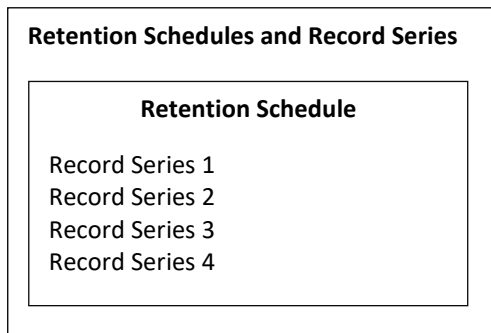 Retention Schedules and Record Series
Retention Schedule
Record Series 1
Record Series 2
Record Series 3
Record Series 4